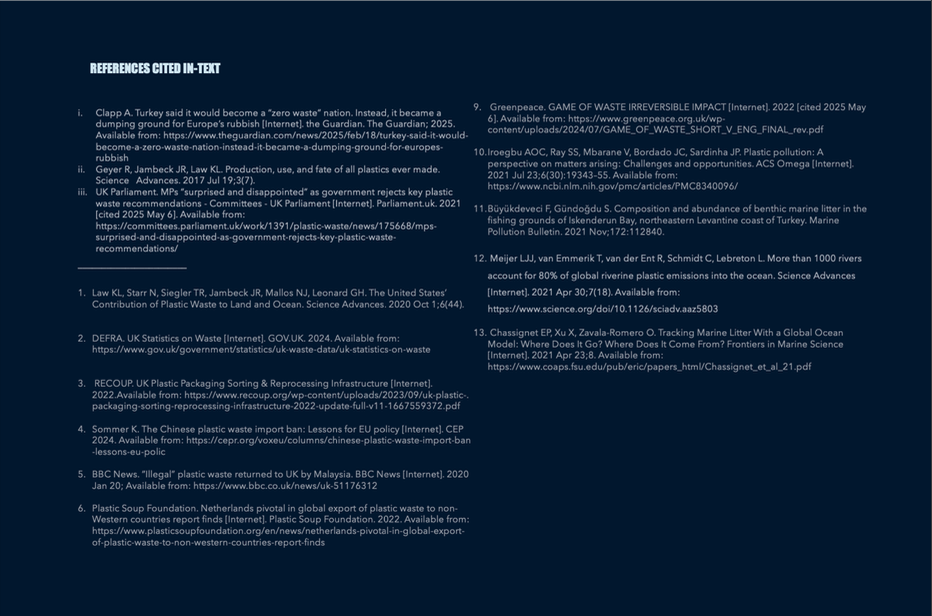 REFERENCES CITED IN-TEXT
i. Clapp A. Turkey said it would become a “zero waste” nation. Instead, it became a
dumping ground for Europe’s rubbish [Internet]. the Guardian. The Guardian; 2025.
Available from: https://www.theguardian.com/news/2025/feb/18/turkey-said-it-would-
become-a-zero-waste-nation-instead-it-became-a-dumping-ground-for-europes-
rubbish
ii. Geyer R, Jambeck JR, Law KL. Production, use, and fate of all plastics ever made.
Science Advances. 2017 Jul 19;3(7).
iii. UK Parliament. MPs “surprised and disappointed” as government rejects key plastic
waste recommendations - Committees - UK Parliament [Internet]. Parliament.uk. 2021
[cited 2025 May 6]. Available from:
https://committees.parliament.uk/work/1391/plastic-waste/news/175668/mps-
surprised-and-disappointed-as-government-rejects-key-plastic-waste-
recommendations/
1. Law KL, Starr N, Siegler TR, Jambeck JR, Mallos NJ, Leonard GH. The United States’
Contribution of Plastic Waste to Land and Ocean. Science Advances. 2020 Oct 1;6(44).
2. DEFRA. UK Statistics on Waste [Internet]. GOV.UK. 2024. Available from:
https://www.gov.uk/government/statistics/uk-waste-data/uk-statistics-on-waste
3. RECOUP. UK Plastic Packaging Sorting & Reprocessing Infrastructure [Internet].
2022.Available from: https://www.recoup.org/wp-content/uploads/2023/09/uk-plastic-.
packaging-sorting-reprocessing-infrastructure-2022-update-full-v11-1667559372.pdf
4. Sommer K. The Chinese plastic waste import ban: Lessons for EU policy [Internet]. CEP
2024. Available from: https://cepr.org/voxeu/columns/chinese-plastic-waste-import-ban
-lessons-eu-polic
5. BBC News. “Illegal” plastic waste returned to UK by Malaysia. BBC News [Internet]. 2020
Jan 20; Available from: https://www.bbc.co.uk/news/uk-51176312
6. Plastic Soup Foundation. Netherlands pivotal in global export of plastic waste to non-
Western countries report finds [Internet]. Plastic Soup Foundation. 2022. Available from:
https://www.plasticsoupfoundation.org/en/news/netherlands-pivotal-in-global-export-
of-plastic-waste-to-non-western-countries-report-finds
9. Greenpeace. GAME OF WASTE IRREVERSIBLE IMPACT [Internet]. 2022 [cited 2025 May
6]. Available from: https://www.greenpeace.org.uk/wp-
content/uploads/2024/07/GAME_OF_WASTE_SHORT_V_ENG_FINAL_rev.pdf
10.Iroegbu AOC, Ray SS, Mbarane V, Bordado JC, Sardinha JP. Plastic pollution: A
perspective on matters arising: Challenges and opportunities. ACS Omega [Internet].
2021 Jul 23;6(30):19343–55. Available from:
https://www.ncbi.nlm.nih.gov/pmc/articles/PMC8340096/
11.Büyükdeveci F, Gündoğdu S. Composition and abundance of benthic marine litter in the
fishing grounds of Iskenderun Bay, northeastern Levantine coast of Turkey. Marine
Pollution Bulletin. 2021 Nov;172:112840.
12. Meijer LJJ, van Emmerik T, van der Ent R, Schmidt C, Lebreton L. More than 1000 rivers
account for 80% of global riverine plastic emissions into the ocean. Science Advances
[Internet]. 2021 Apr 30;7(18). Available from:
https://www.science.org/doi/10.1126/sciadv.aaz5803
13. Chassignet EP, Xu X, Zavala-Romero O. Tracking Marine Litter With a Global Ocean
Model: Where Does It Go? Where Does It Come From? Frontiers in Marine Science
[Internet]. 2021 Apr 23;8. Available from:
https://www.coaps.fsu.edu/pub/eric/papers_html/Chassignet_et_al_21.pdf